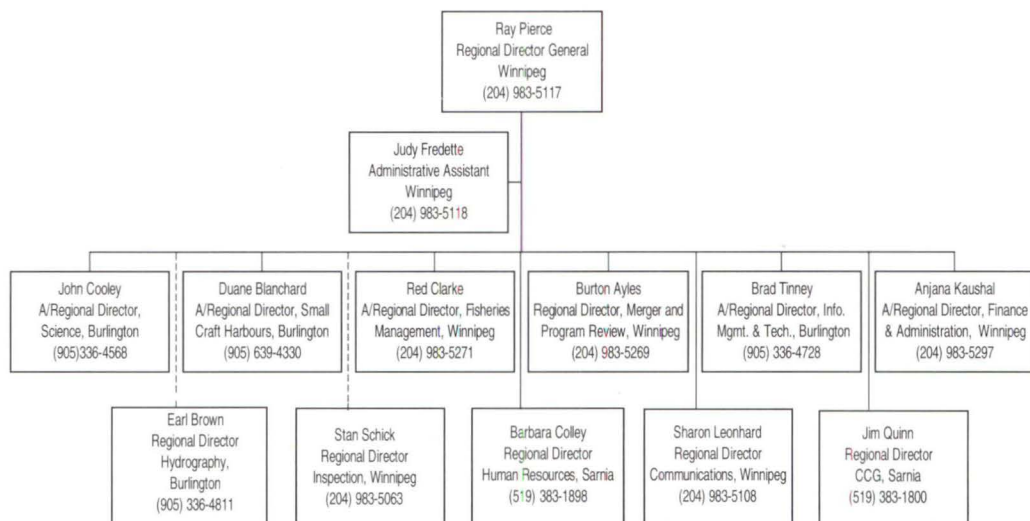 Ray Pierce
Regional Director General
Winnipeg
(204) 983-5117
Judy Fredette
Administrative Assistant
Winnipeg
(204) 983-5118
John Cooley
A/Regional Director,
Science, Burlington
(905)336-4568
Duane Blanchard
A/Regional Director, Small
Craft Harbours, Burlington
(905) 639-4330
Red Clarke
A/Regional Director, Fisheries
Management, Winnipeg
(204) 983-5271
Burton Ayles
Regional Director, Merger and
Program Review, Winnipeg
(204) 983-5269
Brad Tinney
A/Regional Director, Info.
Mgmt. & Tech., Burlington
(905) 336-4728
Anjana Kaushal
A/Regional Director, Finance
& Administration, Winnipeg
(204) 983-5297
Earl Brown
Regional Director
Hydrography,
Burlington
(905) 336-4811
Stan Schick
Regional Director
Inspection, Winnipeg
(204) 983-5063
Barbara Colley
Regional Director
Human Resources, Sarnia
(519) 383-1898
Sharon Leonhard
Regional Director
Communications, Winnipeg
(204) 983-5108
Jim Quinn
Regional Director
CCG, Sarnia
(519) 383-1800